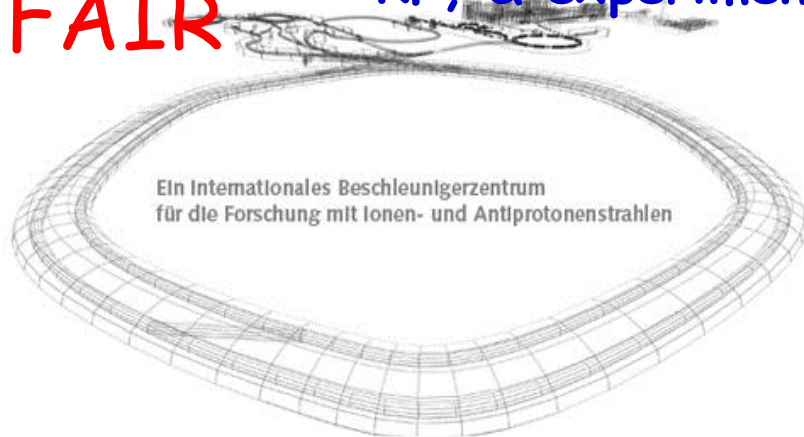 FAIR
Ein Internationales Beschleunigerzentrum
für die Forschung mit Ionen- und Antiprotonenstrahlen